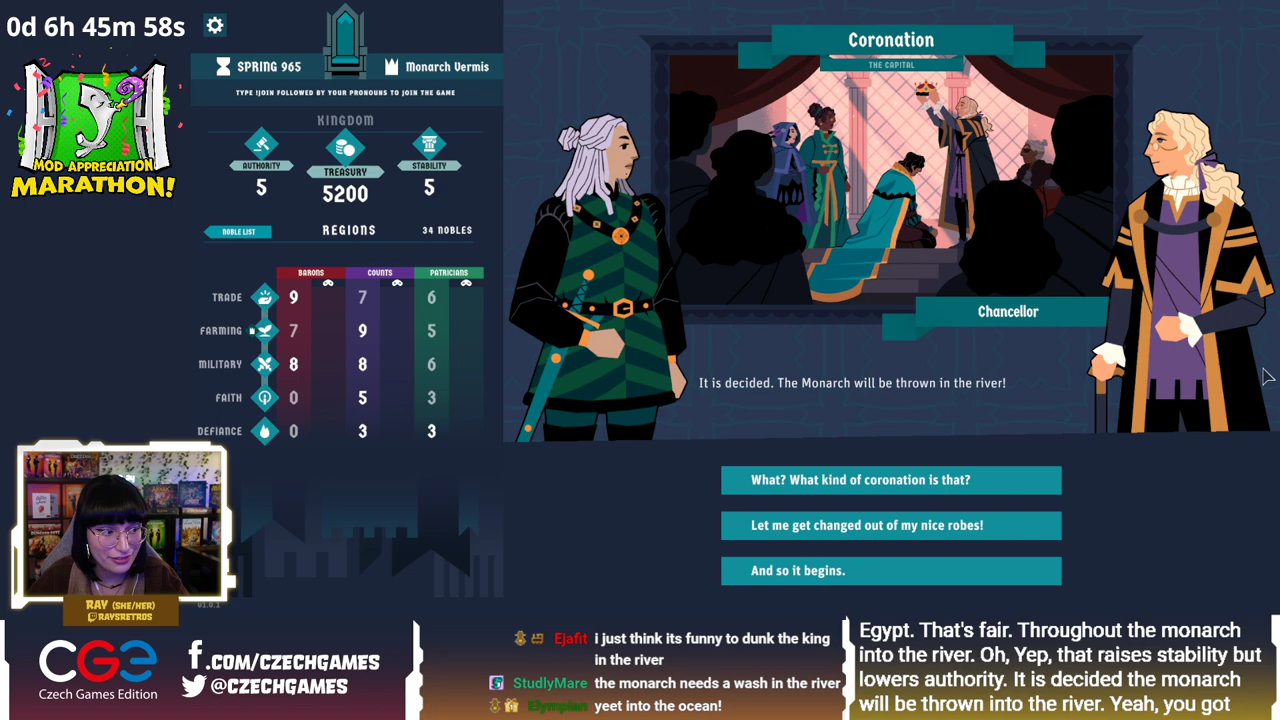 0d 6h 45m 58s
MOD APPRECIATION
MARATHON!
SPRING 965
Monarch Vermis
TYPE !JOIN FOLLOWED BY YOUR PRONOUNS TO JOIN THE GAME
KINGDOM
AUTHORITY
TREASURY
STABILITY
5
5200
5
NOBLE LIST
REGIONS
34 NOBLES
BARONS
COUNTS
PATRICIANS
TRADE 9 7 6
FARMING 7 9 5
MILITARY 8 8 6
FAITH 0 5 3
DEFIANCE 0 3 3
Coronation
THE CAPITAL
Chancellor
It is decided. The Monarch will be thrown in the river!
What? What kind of coronation is that?
Let me get changed out of my nice robes!
And so it begins.
RAY (SHE/HER)
RAYSRETROS
V1.0.1
CGE
Czech Games Edition
f.COM/CZECHGAMES
@CZECHGAMES
Ejafit i just think its funny to dunk the king
in the river
StudlyMare the monarch needs a wash in the river
Elympian yeet into the ocean!
Egypt. That's fair. Throughout the monarch
into the river. Oh, Yep, that raises stability but
lowers authority. It is decided the monarch
will be thrown into the river. Yeah, you got